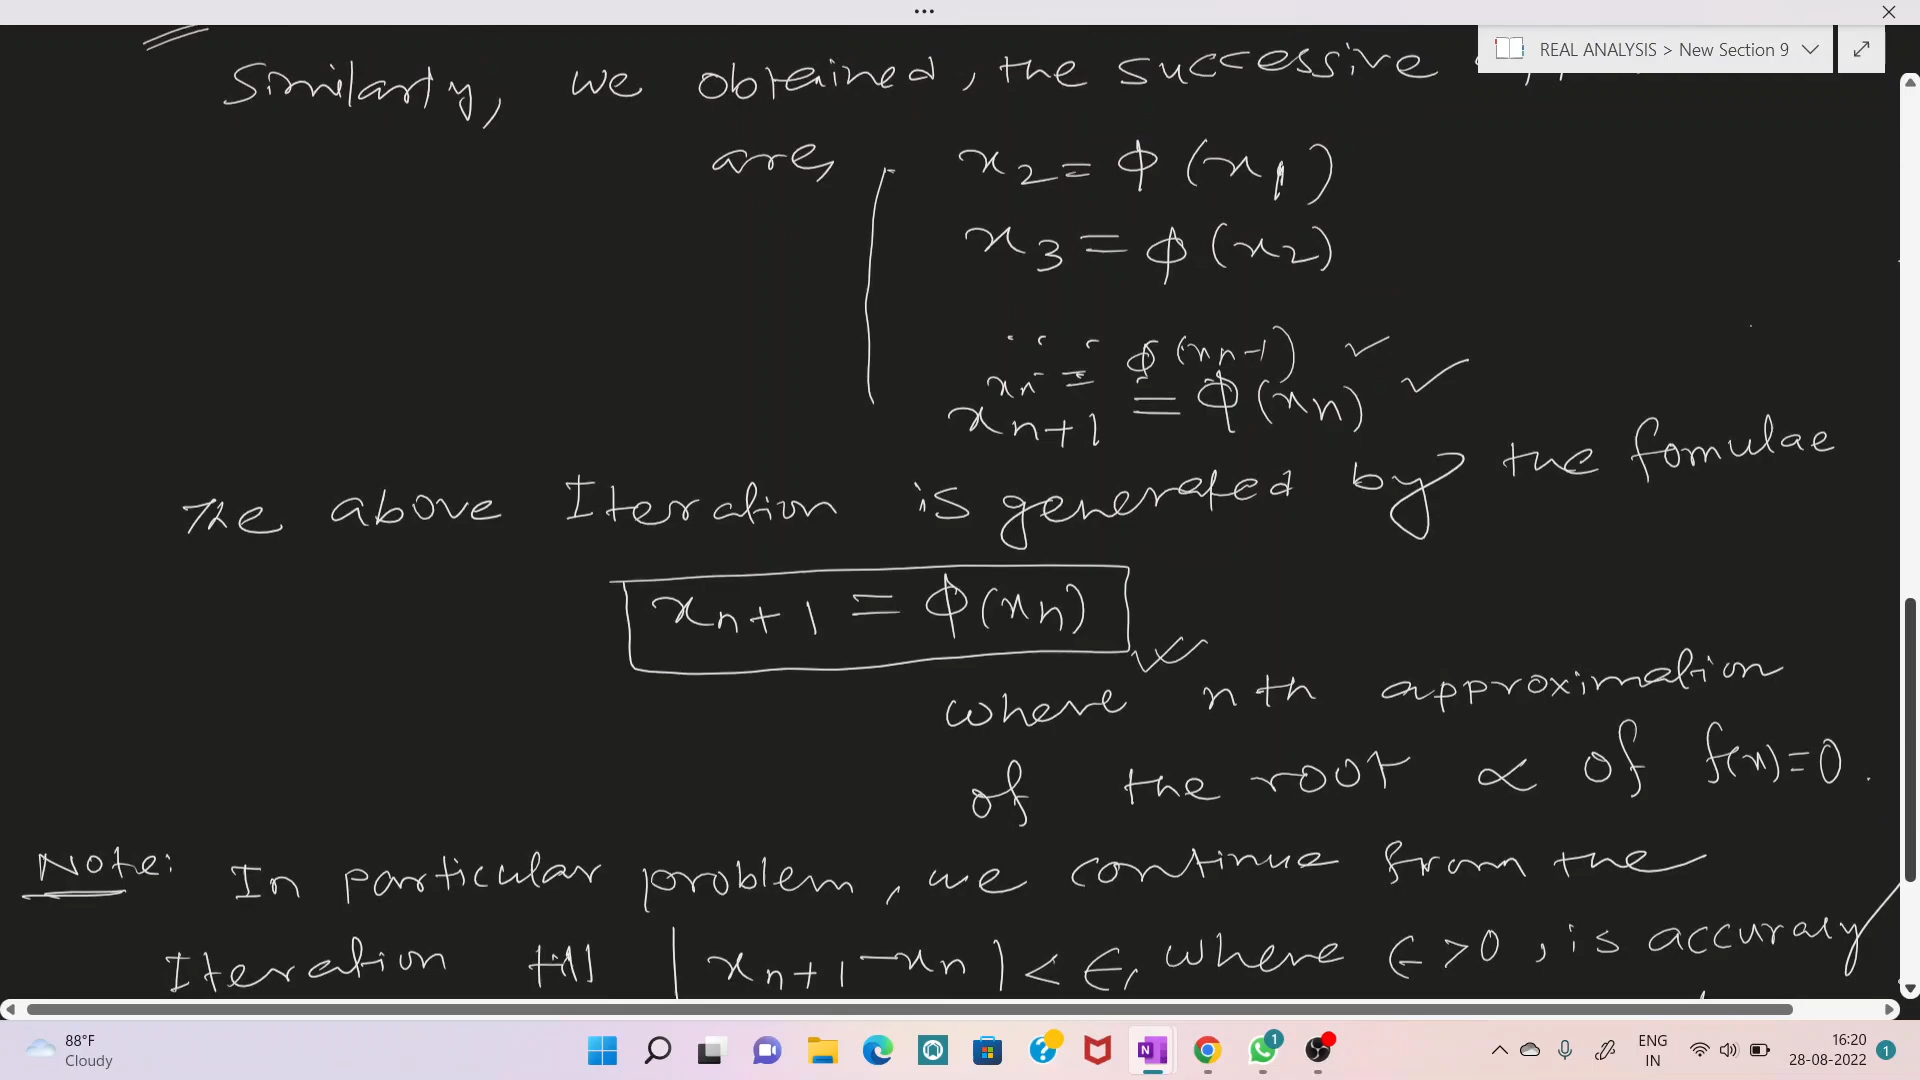 REAL ANALYSIS > New Section 9
Similarly, we obtained, the successive
are,
x₂ = ϕ(x₁)
x₃ = ϕ(x₂)
xₙ = ϕ(xₙ₋₁) ✓
xₙ₊₁ = ϕ(xₙ) ✓
The above Iteration is generated by the fomulae
xₙ₊₁ = ϕ(xₙ)
where nth approximation
of the root ∝ of f(x)=0.
Note: In particular problem, we continue from the
Iteration till |xₙ₊₁ - xₙ| < ϵ, where ϵ > 0, is accuracy
88°F
Cloudy
1
ENG
IN
16:20
28-08-2022
1